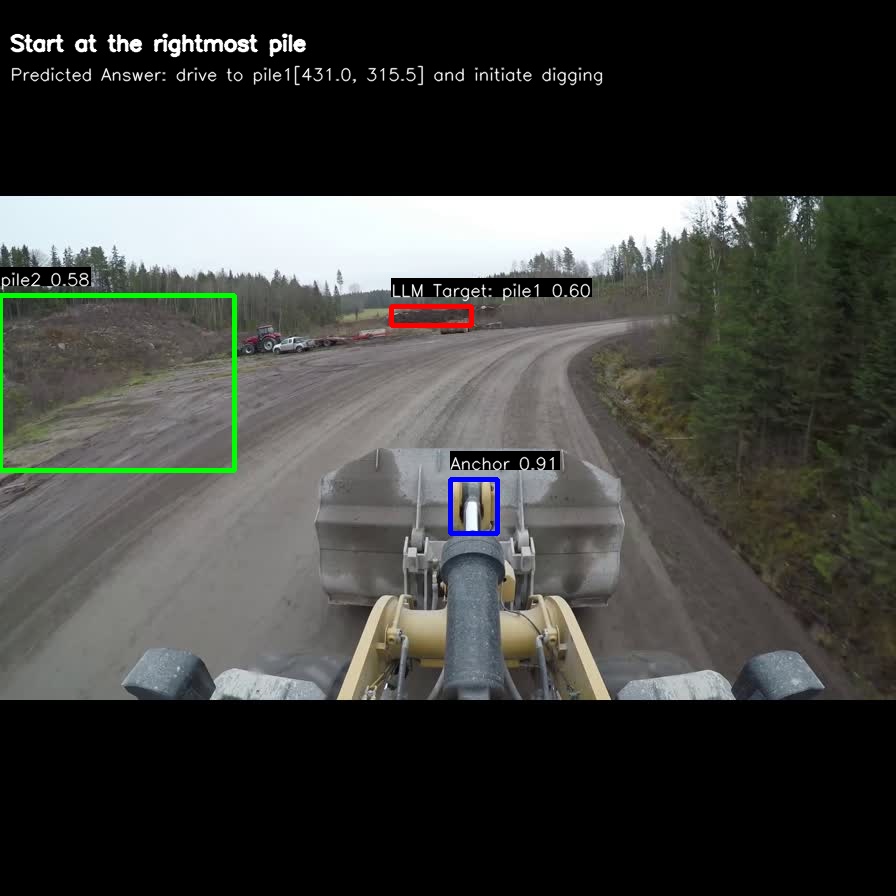 Start at the rightmost pile
Predicted Answer: drive to pile1[431.0, 315.5] and initiate digging
pile2 0.58
LLM Target: pile1 0.60
Anchor 0.91